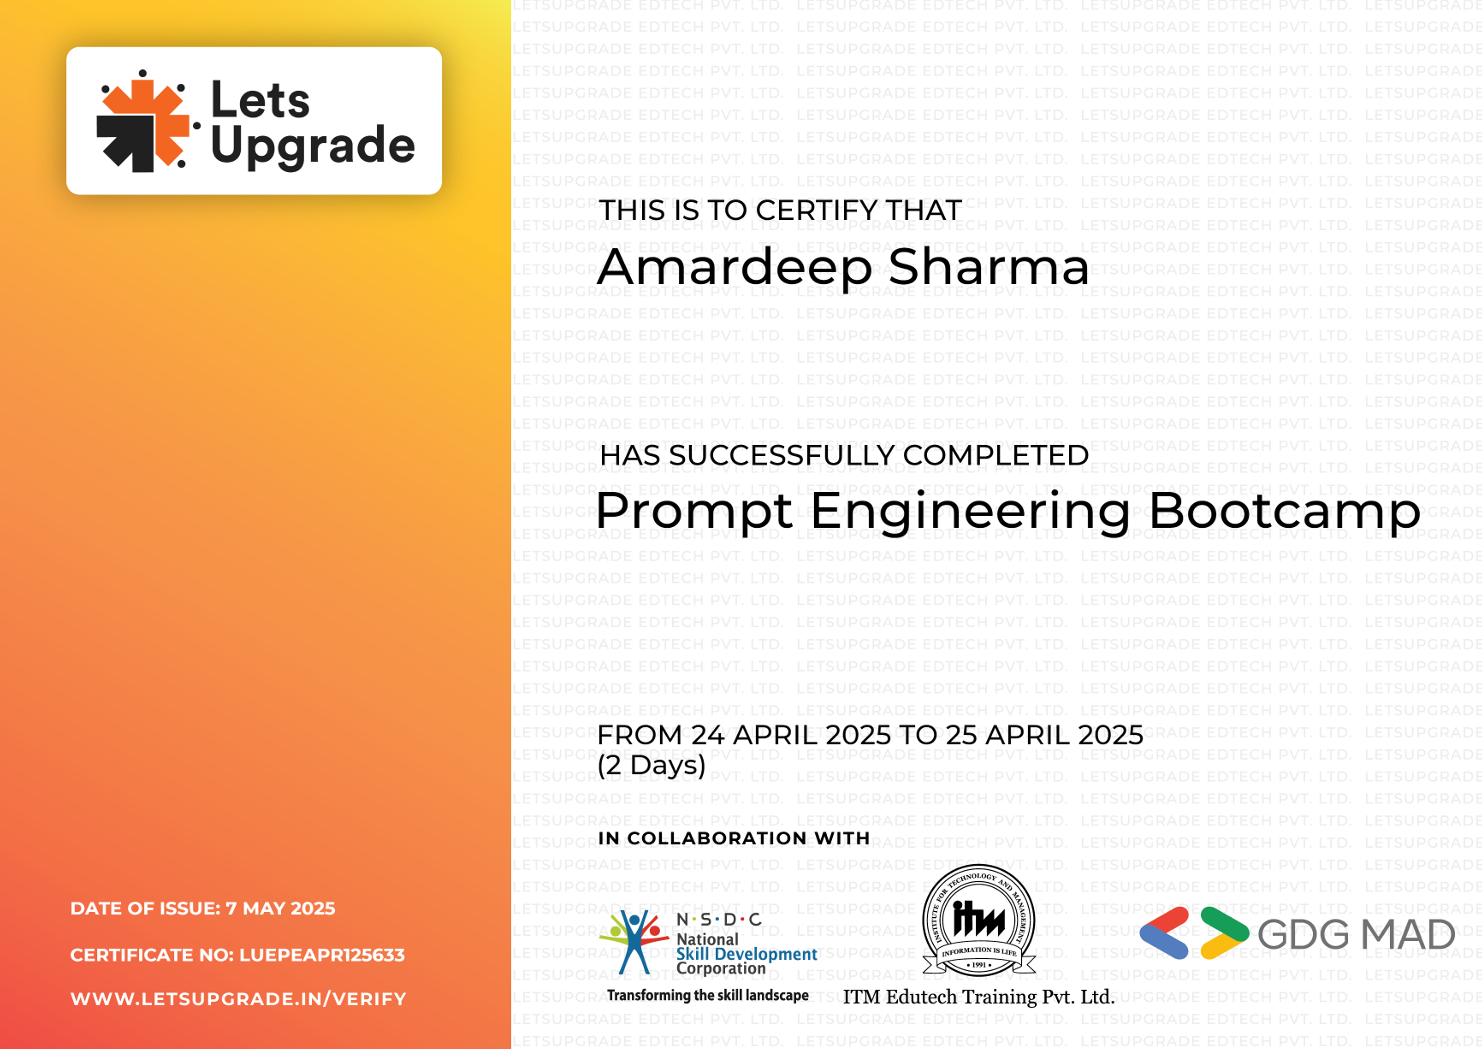 Lets
Upgrade
THIS IS TO CERTIFY THAT
Amardeep Sharma
HAS SUCCESSFULLY COMPLETED
Prompt Engineering Bootcamp
FROM 24 APRIL 2025 TO 25 APRIL 2025
(2 Days)
IN COLLABORATION WITH
N·S·D·C
National
Skill Development
Corporation
Transforming the skill landscape
INSTITUTE FOR TECHNOLOGY AND MANAGEMENT
itm
INFORMATION IS LIFE
• 1991 •
ITM Edutech Training Pvt. Ltd.
GDG MAD
DATE OF ISSUE: 7 MAY 2025
CERTIFICATE NO: LUEPEAPR125633
WWW.LETSUPGRADE.IN/VERIFY
LETSUPGRADE EDTECH PVT. LTD.